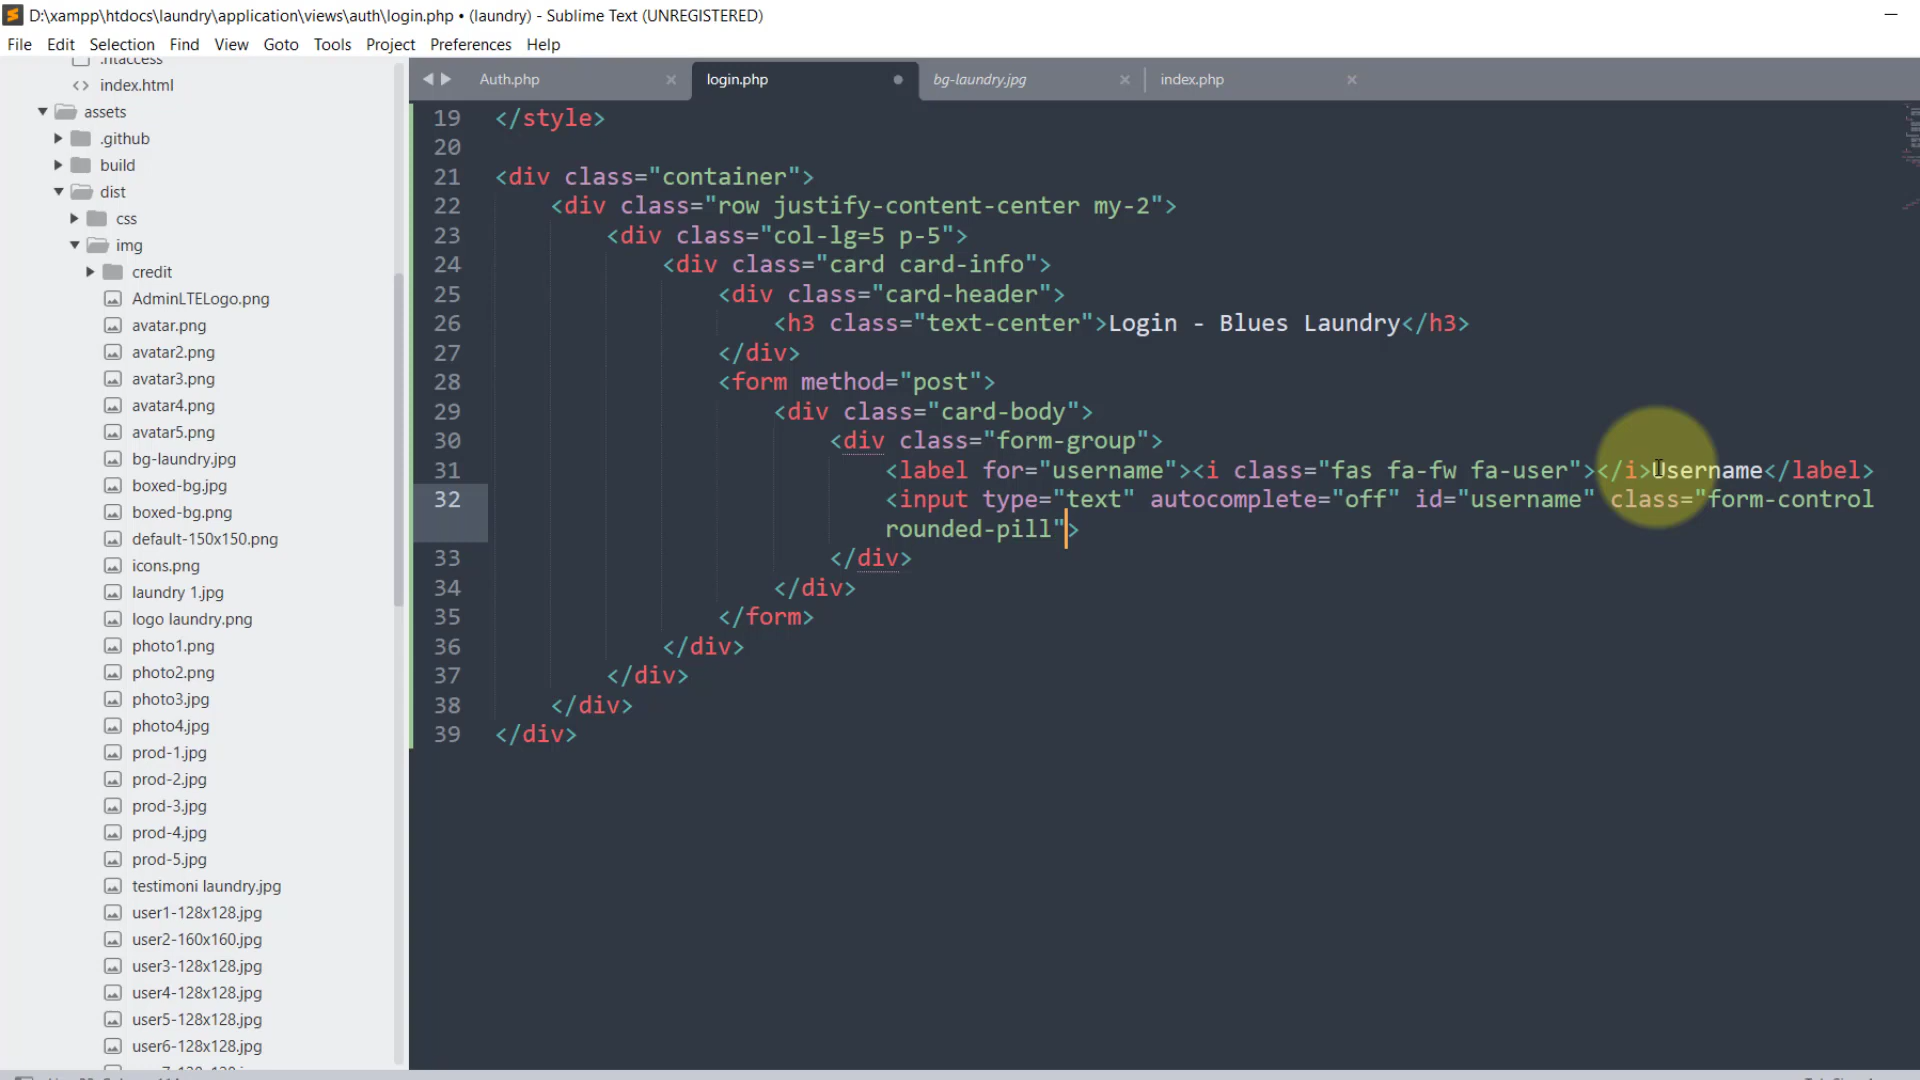 D:\xampp\htdocs\laundry\application\views\auth\login.php • (laundry) - Sublime Text (UNREGISTERED)
File Edit Selection Find View Goto Tools Project Preferences Help
.htaccess
index.html
assets
.github
build
dist
css
img
credit
AdminLTELogo.png
avatar.png
avatar2.png
avatar3.png
avatar4.png
avatar5.png
bg-laundry.jpg
boxed-bg.jpg
boxed-bg.png
default-150x150.png
icons.png
laundry 1.jpg
logo laundry.png
photo1.png
photo2.png
photo3.jpg
photo4.jpg
prod-1.jpg
prod-2.jpg
prod-3.jpg
prod-4.jpg
prod-5.jpg
testimoni laundry.jpg
user1-128x128.jpg
user2-160x160.jpg
user3-128x128.jpg
user4-128x128.jpg
user5-128x128.jpg
user6-128x128.jpg
Auth.php login.php bg-laundry.jpg index.php
19 </style>
20
21 <div class="container">
22 <div class="row justify-content-center my-2">
23 <div class="col-lg=5 p-5">
24 <div class="card card-info">
25 <div class="card-header">
26 <h3 class="text-center">Login - Blues Laundry</h3>
27 </div>
28 <form method="post">
29 <div class="card-body">
30 <div class="form-group">
31 <label for="username"><i class="fas fa-fw fa-user"></i>Username</label>
32 <input type="text" autocomplete="off" id="username" class="form-control
rounded-pill">
33 </div>
34 </div>
35 </form>
36 </div>
37 </div>
38 </div>
39 </div>